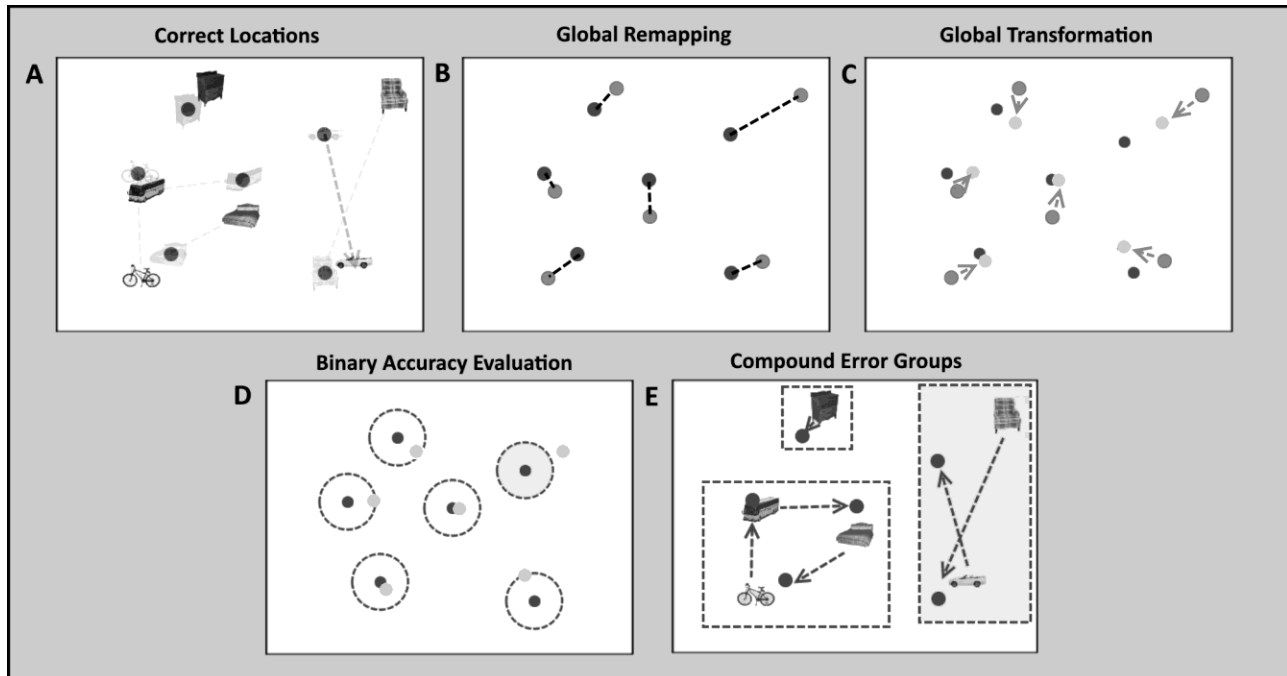 Correct Locations
Global Remapping
Global Transformation
A
B
C
Binary Accuracy Evaluation
Compound Error Groups
D
E